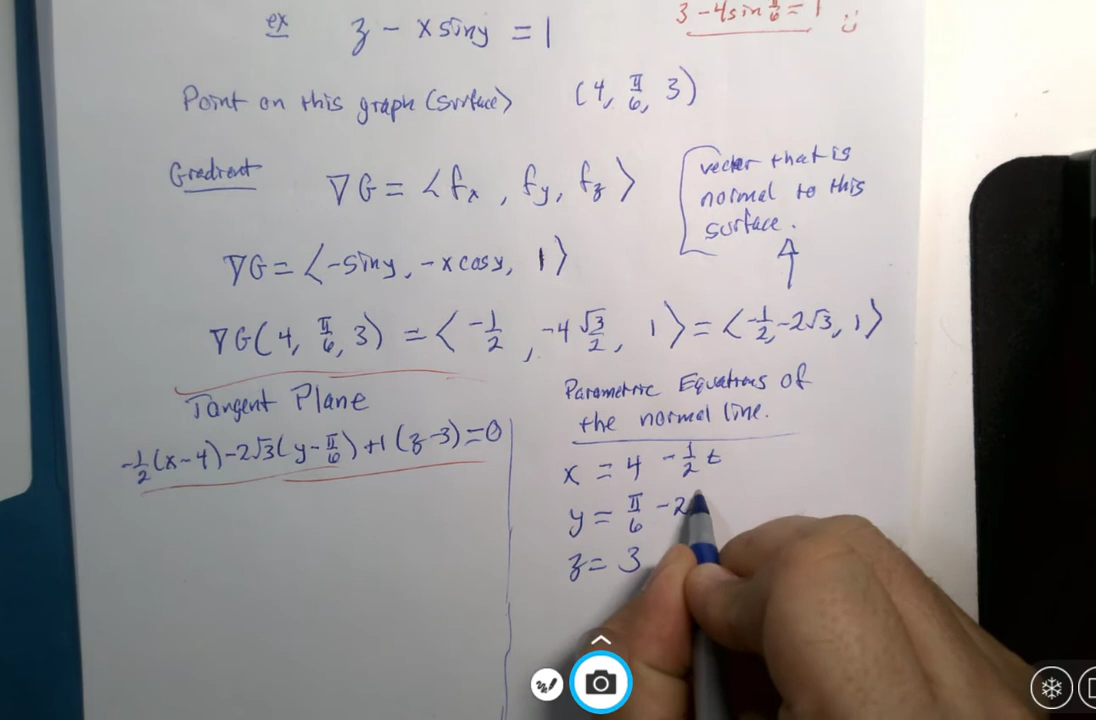 ex z - x siny = 1
3 - 4 sin π/6 = 1 :)
Point on this graph (surface) (4, π/6, 3)
Gradient ∇G = ⟨fx, fy, fz⟩
vector that is
normal to this
surface.
∇G = ⟨-siny, -x cosy, 1⟩
∇G(4, π/6, 3) = ⟨-1/2, -4 √3/2, 1⟩ = ⟨-1/2, -2√3, 1⟩
Tangent Plane
-1/2(x-4) -2√3(y-π/6) +1(z-3)=0
Parametric Equations of
the normal line.
x = 4 - 1/2 t
y = π/6 - 2
z = 3